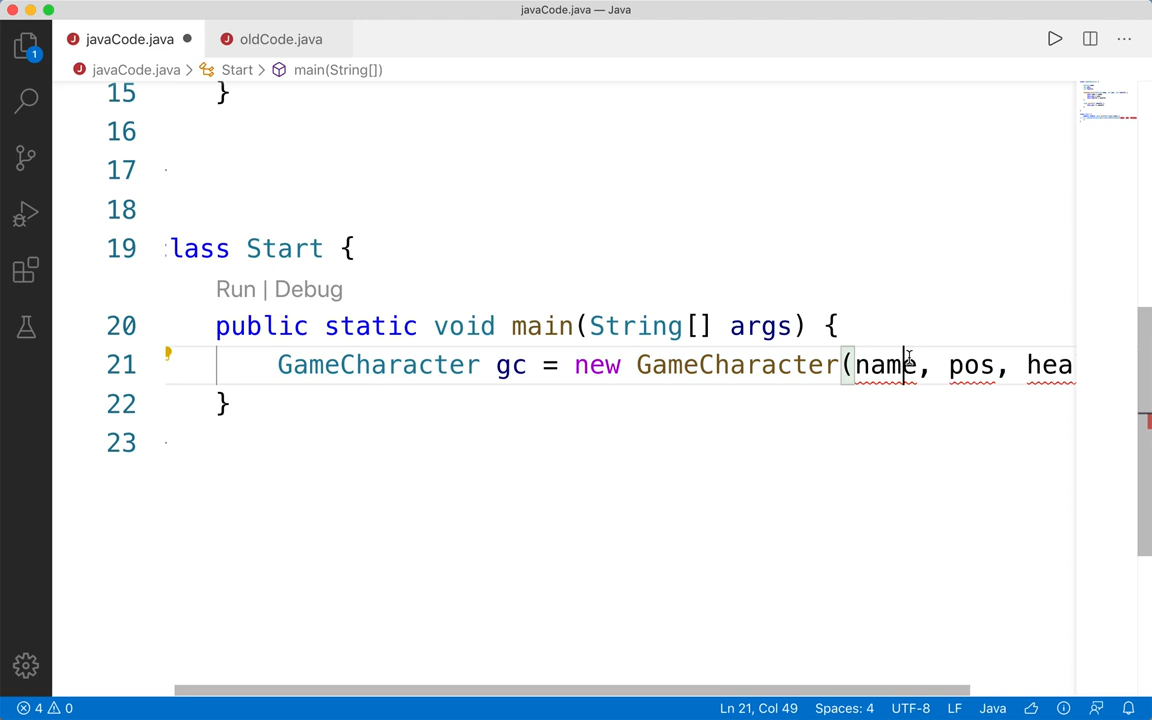 javaCode.java — Java
javaCode.java
oldCode.java
javaCode.java > Start > main(String[])
1
15 }
16
17
18
19 class Start {
Run | Debug
20 public static void main(String[] args) {
21 GameCharacter gc = new GameCharacter(name, pos, hea
22 }
23
4 0 Ln 21, Col 49 Spaces: 4 UTF-8 LF Java